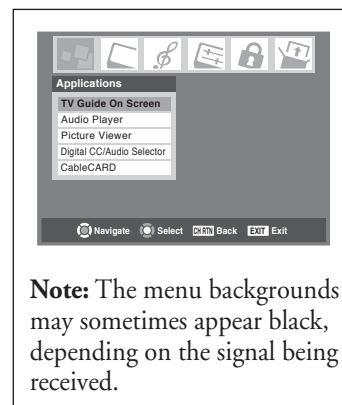 Applications
TV Guide On Screen
Audio Player
Picture Viewer
Digital CC/Audio Selector
CableCARD
Navigate Select CH RTN Back EXIT Exit
Note: The menu backgrounds
may sometimes appear black,
depending on the signal being
received.